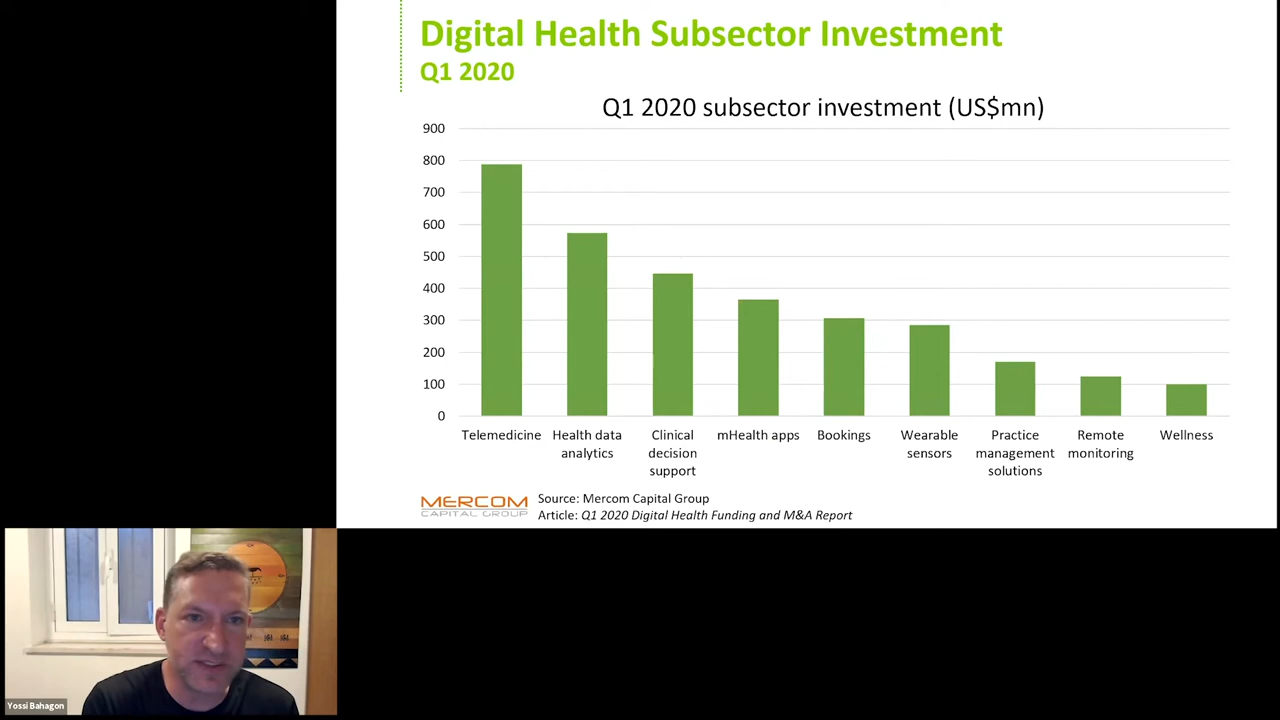 Digital Health Subsector Investment
Q1 2020
Q1 2020 subsector investment (US$mn)
900
800
700
600
500
400
300
200
100
0
Telemedicine
Health data
analytics
Clinical
decision
support
mHealth apps
Bookings
Wearable
sensors
Practice
management
solutions
Remote
monitoring
Wellness
MERCOM
CAPITAL GROUP
Source: Mercom Capital Group
Article: Q1 2020 Digital Health Funding and M&A Report
Yossi Bahagon